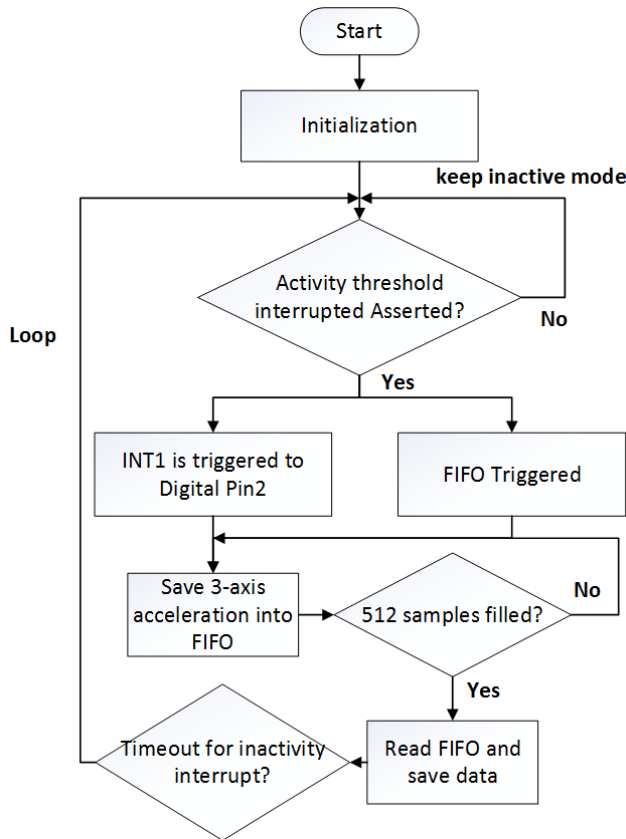 Start
Initialization
keep inactive mode
Activity threshold
interrupted Asserted?
No
Loop
Yes
INT1 is triggered to
Digital Pin2
FIFO Triggered
Save 3-axis
acceleration into
FIFO
512 samples filled?
No
Yes
Timeout for inactivity
interrupt?
Read FIFO and
save data